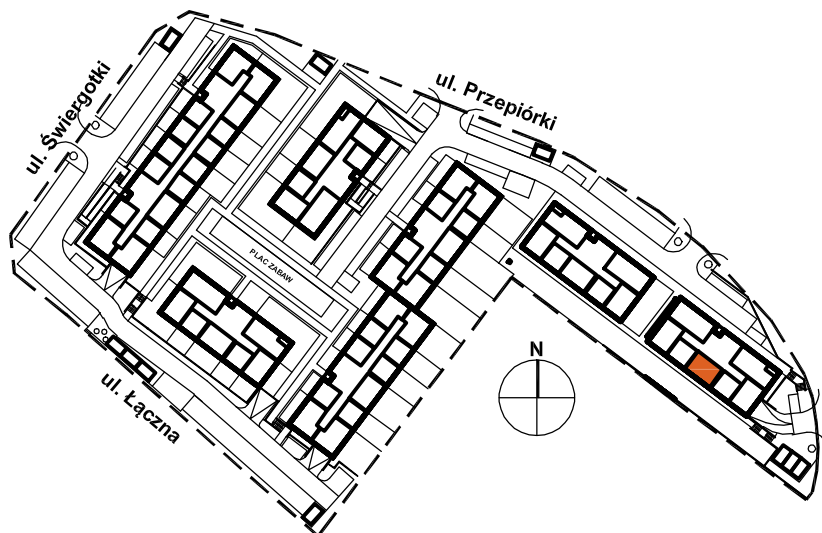 ul. Świergotki
ul. Przepiórki
PLAC ZABAW
N
ul. Łączna